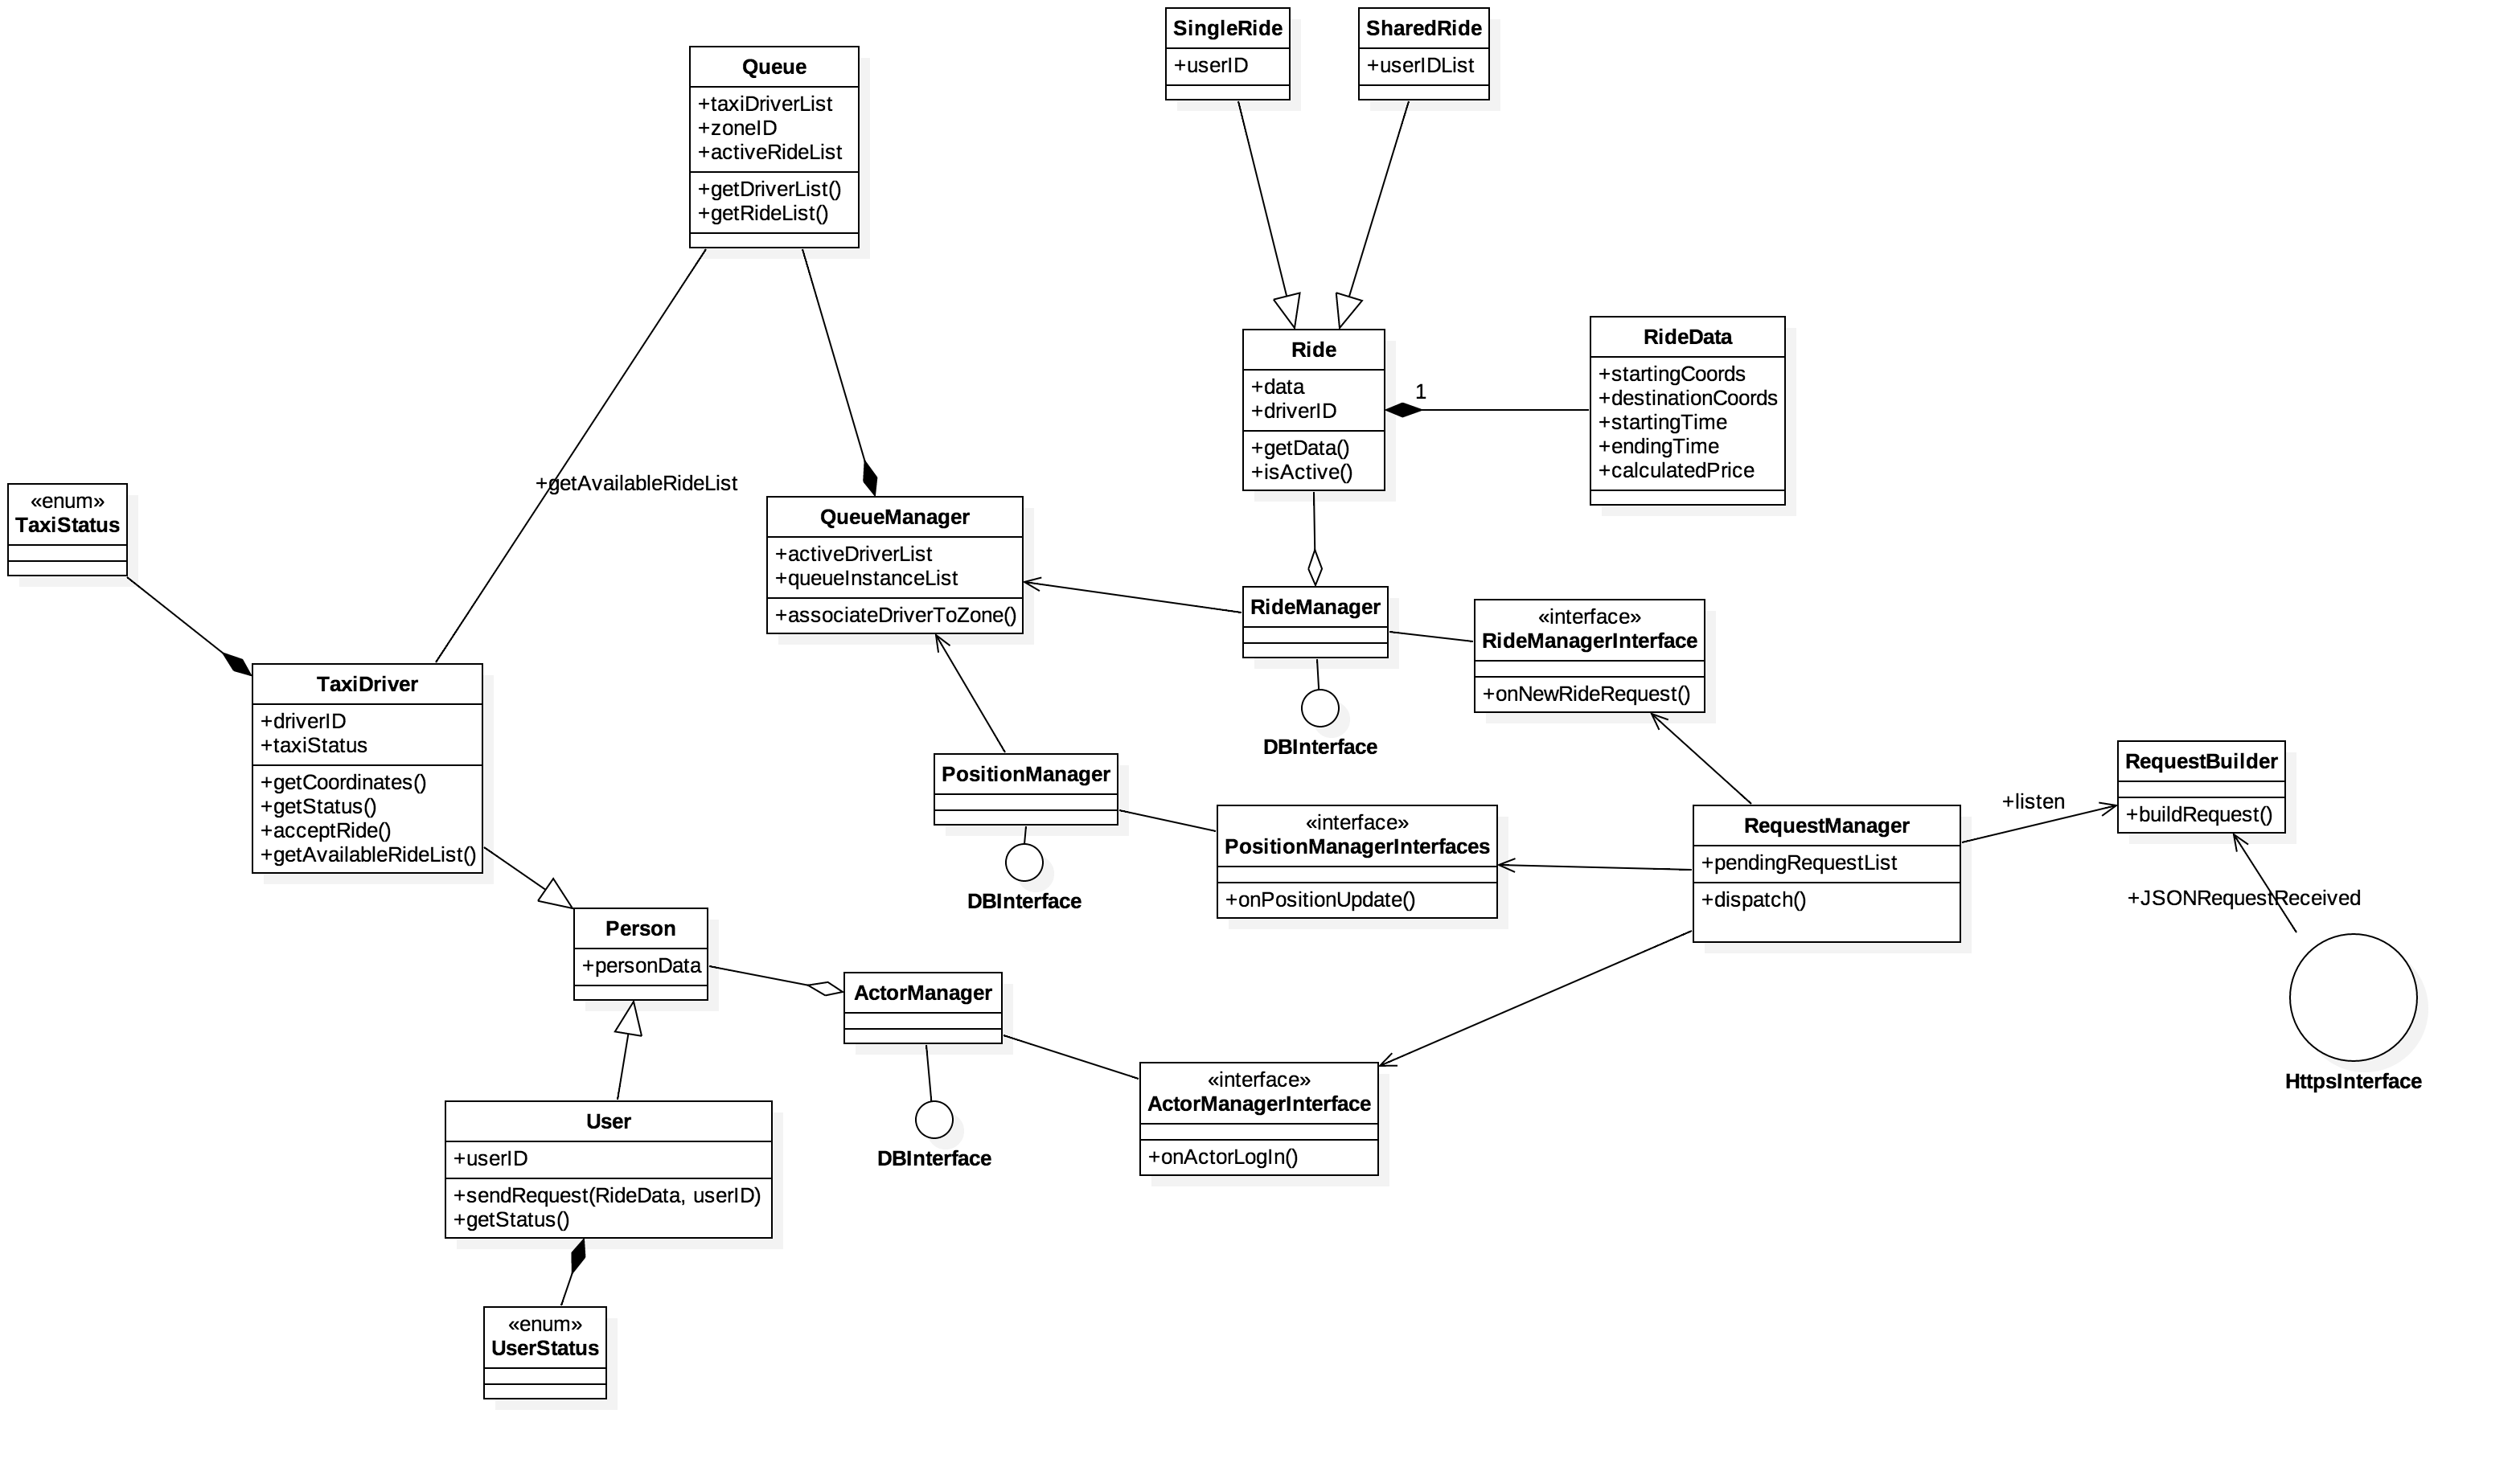 SingleRide
+userID
SharedRide
+userIDList
Queue
+taxiDriverList
+zoneID
+activeRideList
+getDriverList()
+getRideList()
Ride
+data
+driverID
+getData()
+isActive()
1
RideData
+startingCoords
+destinationCoords
+startingTime
+endingTime
+calculatedPrice
+getAvailableRideList
«enum»
TaxiStatus
QueueManager
+activeDriverList
+queueInstanceList
+associateDriverToZone()
RideManager
«interface»
RideManagerInterface
+onNewRideRequest()
DBInterface
TaxiDriver
+driverID
+taxiStatus
+getCoordinates()
+getStatus()
+acceptRide()
+getAvailableRideList()
PositionManager
DBInterface
«interface»
PositionManagerInterfaces
+onPositionUpdate()
RequestManager
+pendingRequestList
+dispatch()
+listen
RequestBuilder
+buildRequest()
+JSONRequestReceived
HttpsInterface
Person
+personData
ActorManager
DBInterface
«interface»
ActorManagerInterface
+onActorLogIn()
User
+userID
+sendRequest(RideData, userID)
+getStatus()
«enum»
UserStatus